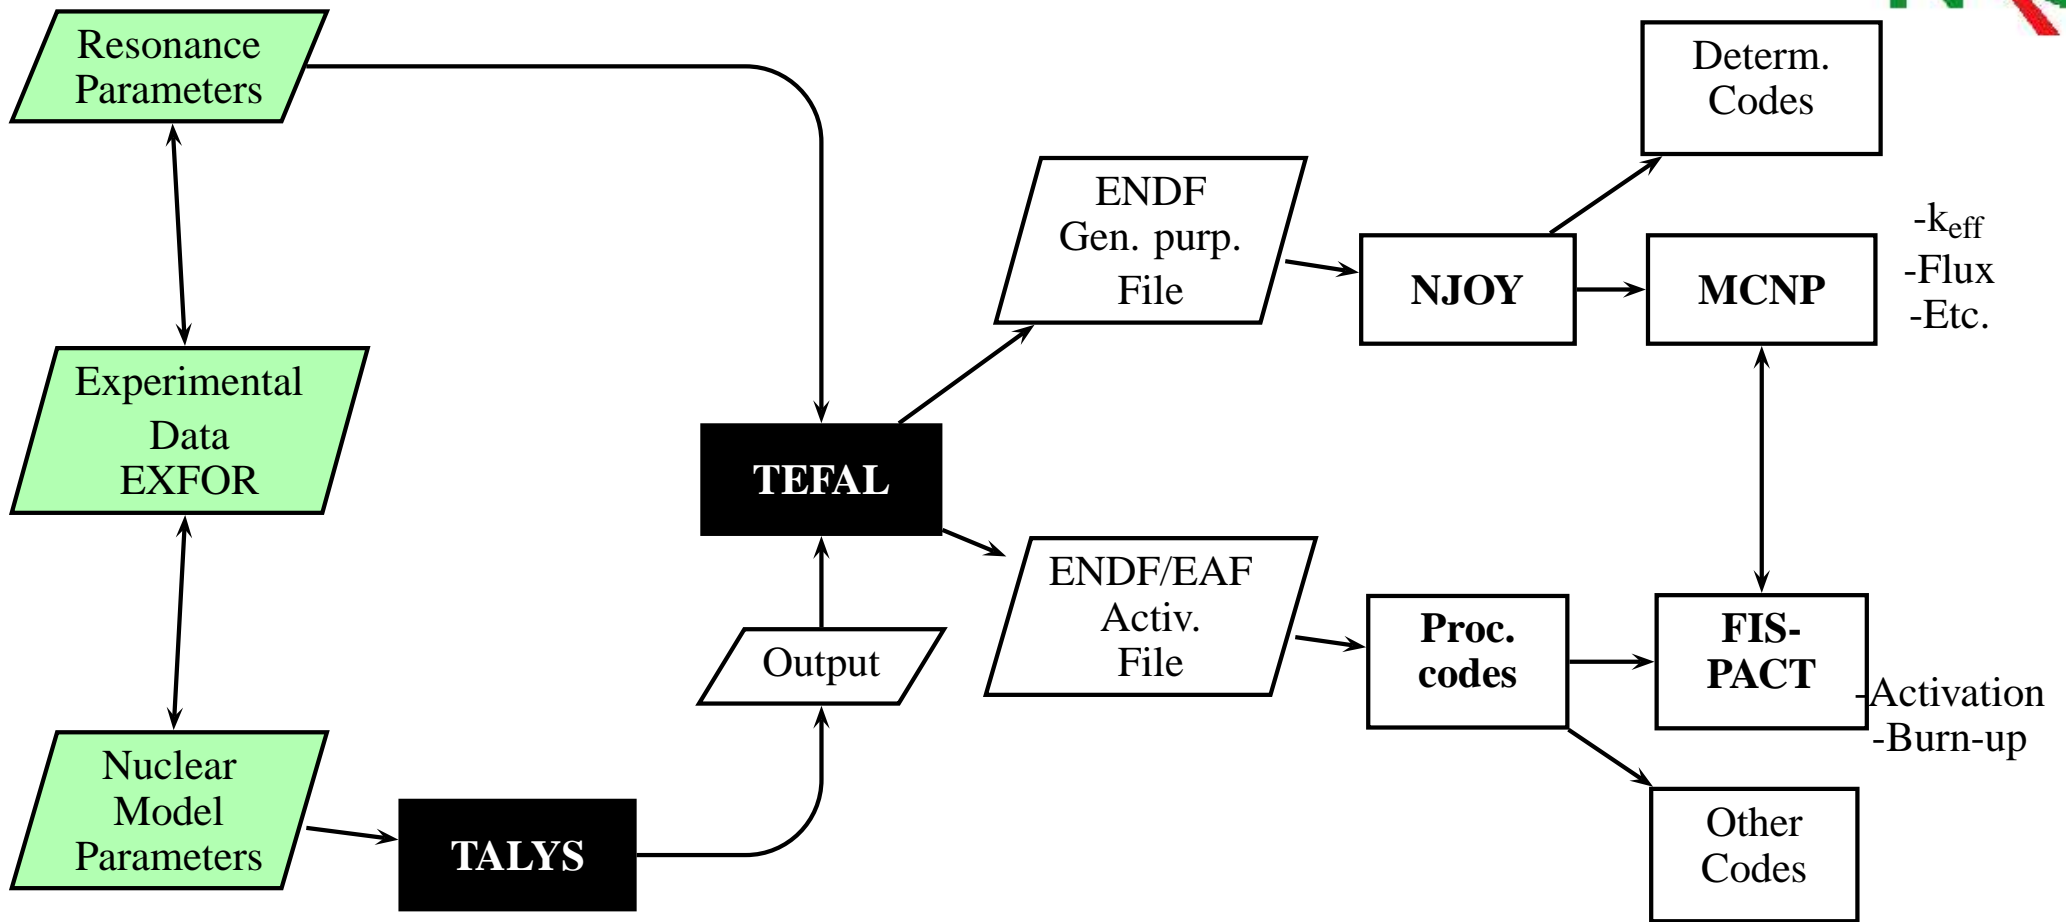 Resonance
Parameters
Experimental
Data
EXFOR
Nuclear
Model
Parameters
TALYS
Output
TEFAL
ENDF
Gen. purp.
File
ENDF/EAF
Activ.
File
NJOY
Proc.
codes
Determ.
Codes
MCNP
-keff
-Flux
-Etc.
FIS-
PACT
-Activation
-Burn-up
Other
Codes